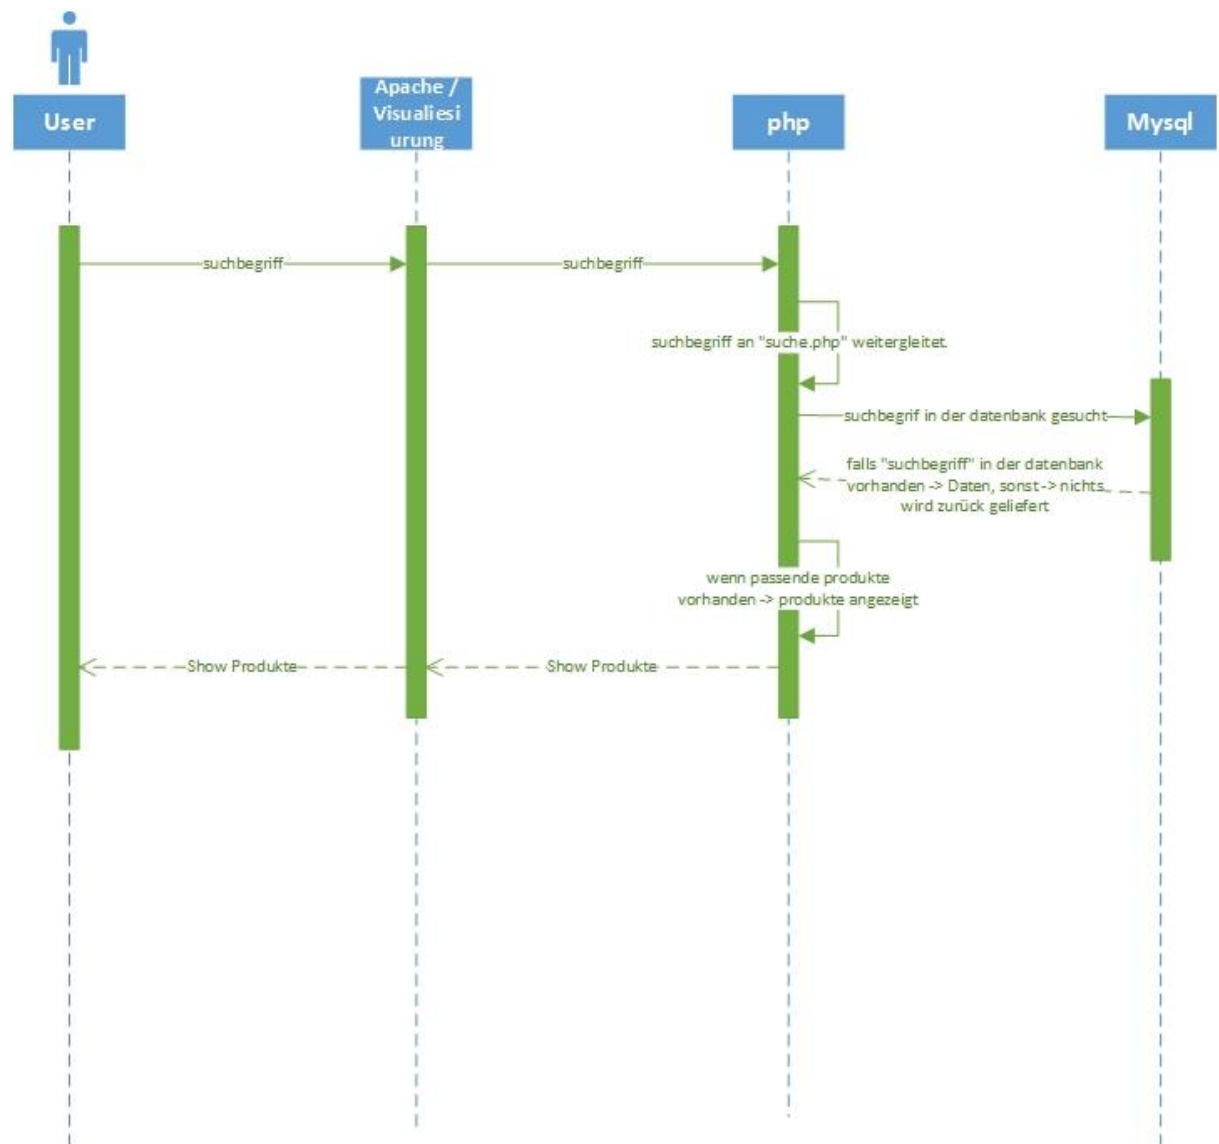 User
Apache /
Visualiesi
urung
php
Mysql
suchbegriff
suchbegriff
suchbegriff an "suche.php" weitergleitet.
suchbegrif in der datenbank gesucht
falls "suchbegriff" in der datenbank
vorhanden -> Daten, sonst -> nichts
wird zurück geliefert
wenn passende produkte
vorhanden -> produkte angezeigt
Show Produkte
Show Produkte